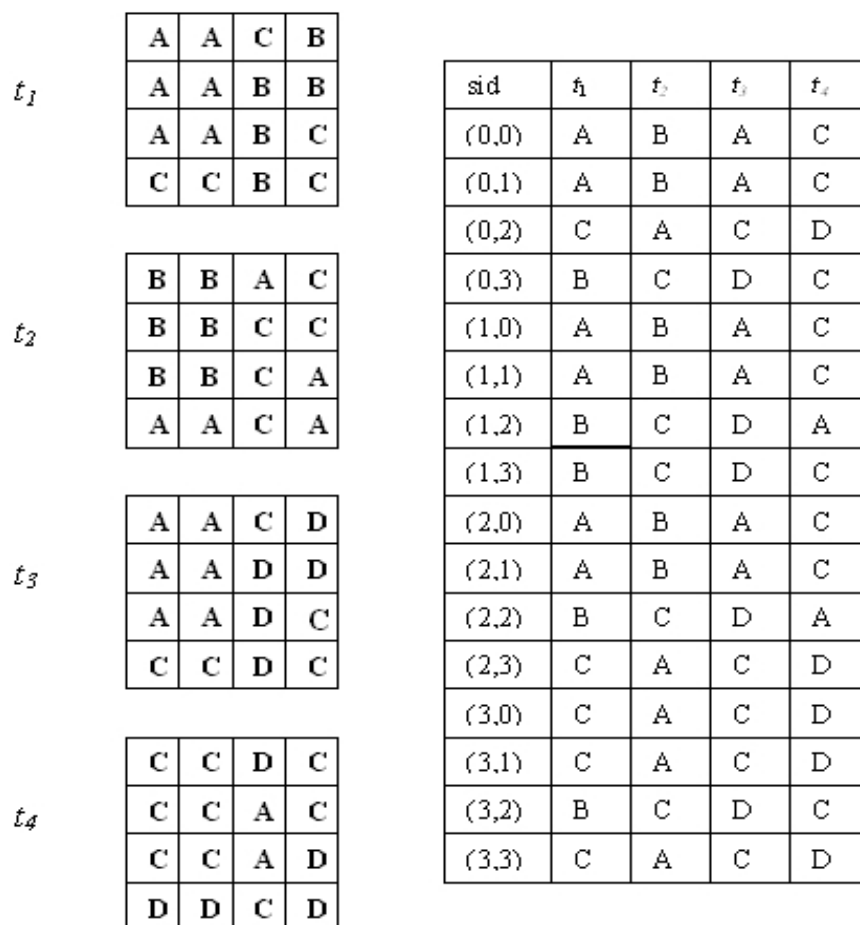 t1
A A C B
A A B B
A A B C
C C B C
t2
B B A C
B B C C
B B C A
A A C A
t3
A A C D
A A D D
A A D C
C C D C
t4
C C D C
C C A C
C C A D
D D C D
sid t1 t2 t3 t4
(0,0) A B A C
(0,1) A B A C
(0,2) C A C D
(0,3) B C D C
(1,0) A B A C
(1,1) A B A C
(1,2) B C D A
(1,3) B C D C
(2,0) A B A C
(2,1) A B A C
(2,2) B C D A
(2,3) C A C D
(3,0) C A C D
(3,1) C A C D
(3,2) B C D C
(3,3) C A C D